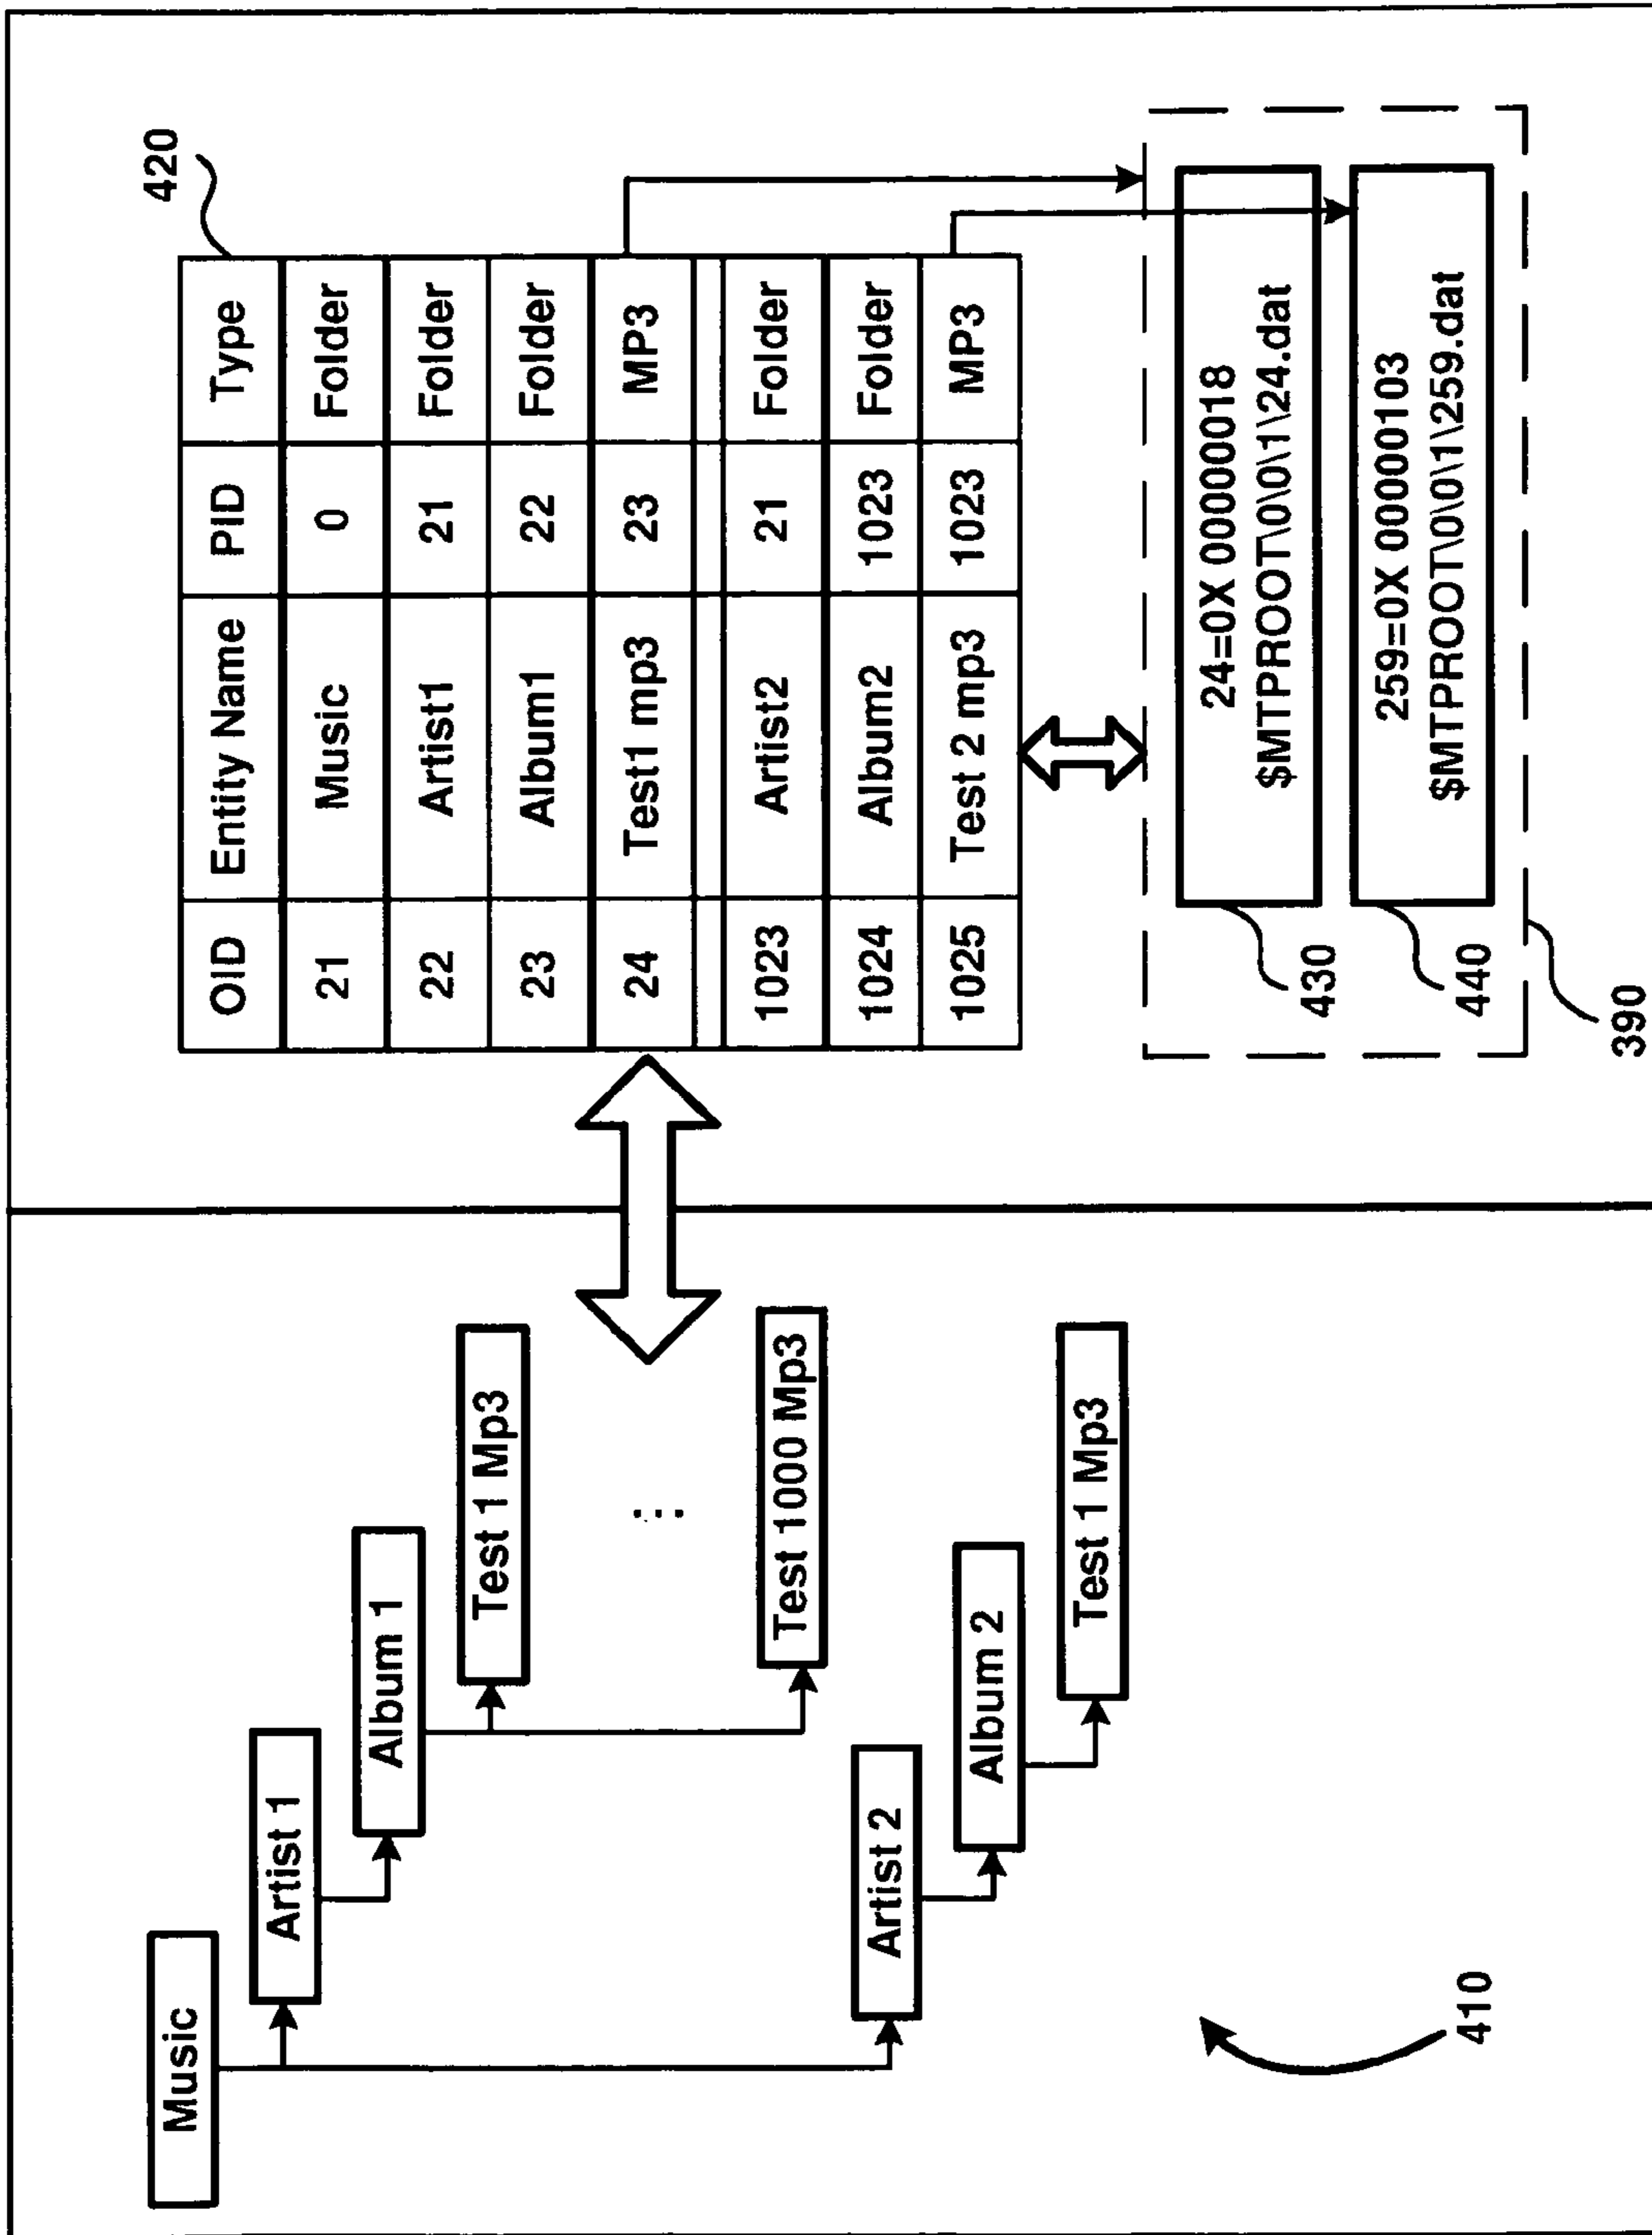 Music
Artist 1
Album 1
Test 1 Mp3
...
Test 1000 Mp3
Artist 2
Album 2
Test 1 Mp3
410
420
OID Entity Name PID Type
21 Music 0 Folder
22 Artist1 21 Folder
23 Album1 22 Folder
24 Test1 mp3 23 MP3
1023 Artist2 21 Folder
1024 Album2 1023 Folder
1025 Test 2 mp3 1023 MP3
24=0X 00000018
$MTPROOT\0\0\1\24.dat
430
259=0X 00000103
$MTPROOT\0\0\1\259.dat
440
390